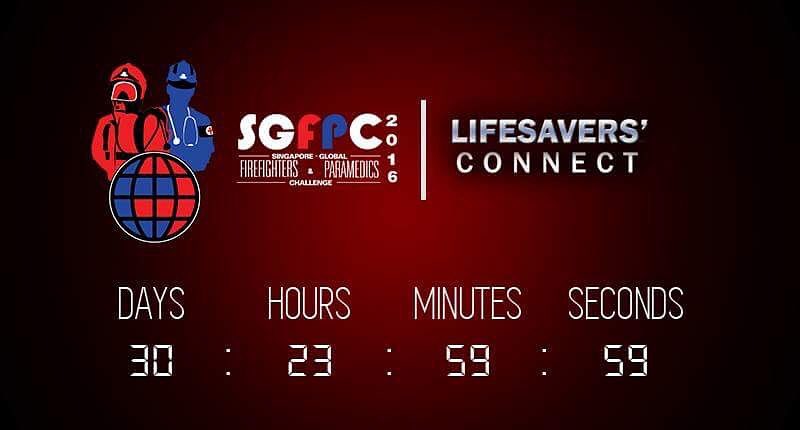 SGFPC 2016
SINGAPORE - GLOBAL
FIREFIGHTERS & PARAMEDICS
CHALLENGE
LIFESAVERS'
CONNECT
DAYS HOURS MINUTES SECONDS
30 : 23 : 59 : 59